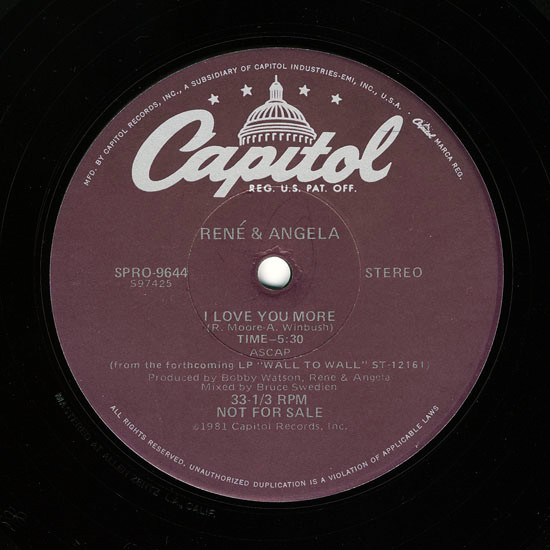 MFD. BY CAPITOL RECORDS, INC., A SUBSIDIARY OF CAPITOL INDUSTRIES-EMI, INC., U.S.A.
Capitol MARCA REG.
Capitol
REG. U.S. PAT. OFF.
RENÉ & ANGELA
SPRO-9644
S97425
STEREO
I LOVE YOU MORE
(R. Moore-A. Winbush)
TIME–5:30
ASCAP
(from the forthcoming LP "WALL TO WALL" ST-12161)
Produced by Bobby Watson, Rene & Angela
Mixed by Bruce Swedien
33-1/3 RPM
NOT FOR SALE
©1981 Capitol Records, Inc.
ALL RIGHTS RESERVED. UNAUTHORIZED DUPLICATION IS A VIOLATION OF APPLICABLE LAWS